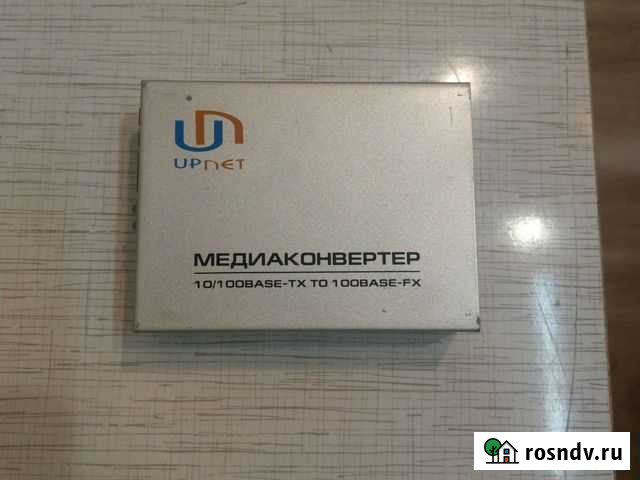 UPNET
МЕДИАКОНВЕРТЕР
10/100BASE-TX TO 100BASE-FX
rosndv.ru